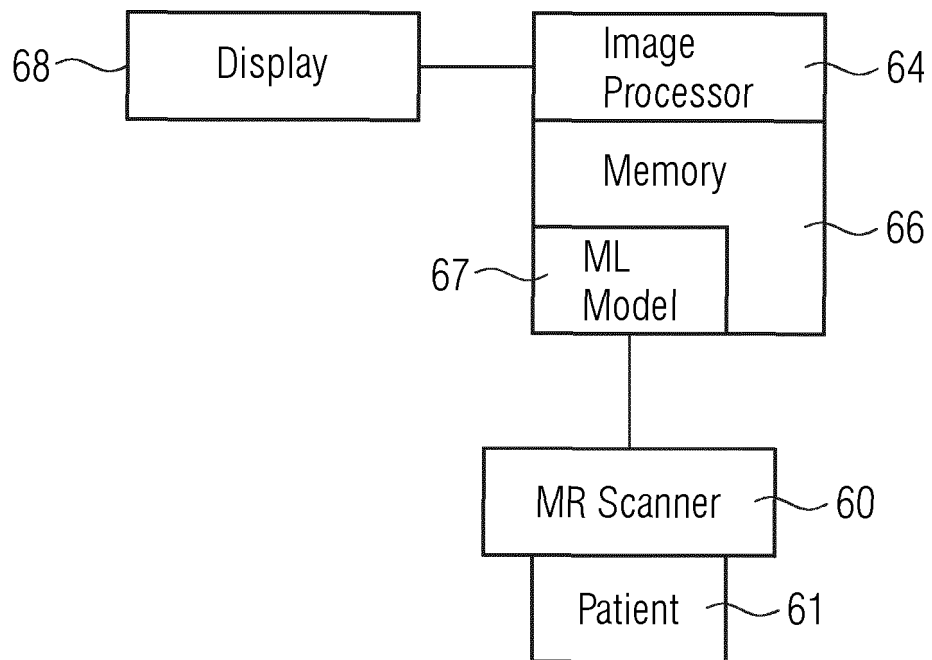 68
Display
Image
Processor
64
Memory
66
67
ML
Model
MR Scanner
60
Patient
61